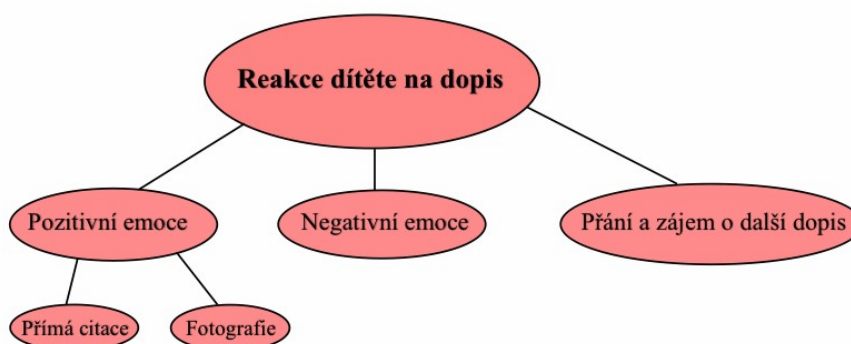 Reakce dítěte na dopis
Pozitivní emoce
Negativní emoce
Přání a zájem o další dopis
Přímá citace
Fotografie